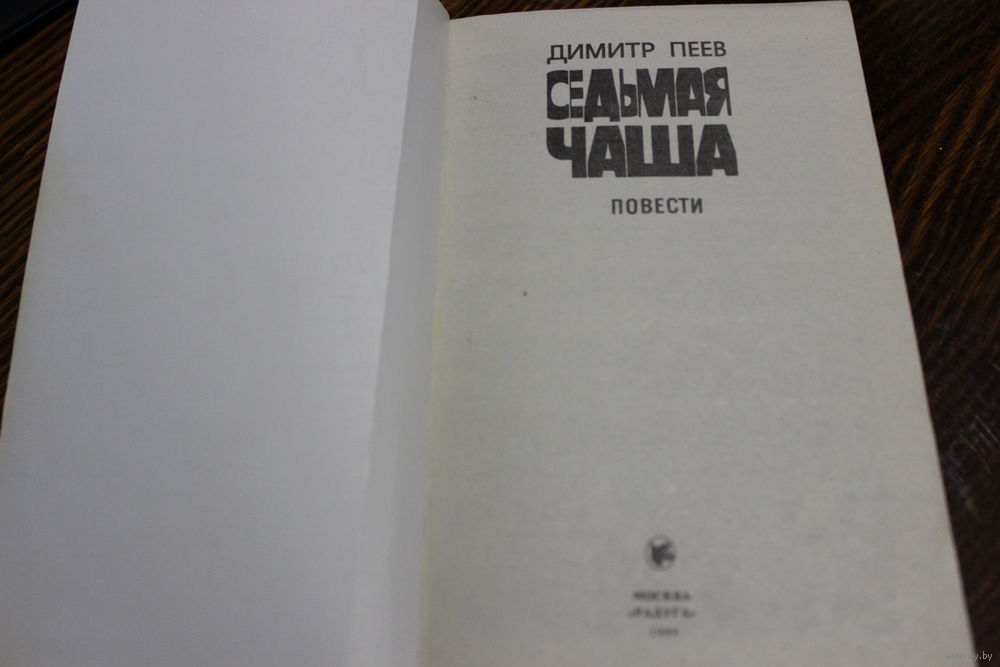 ДИМИТР ПЕЕВ
СЕДЬМАЯ
ЧАША
ПОВЕСТИ
МОСКВА
«РАДУГА»